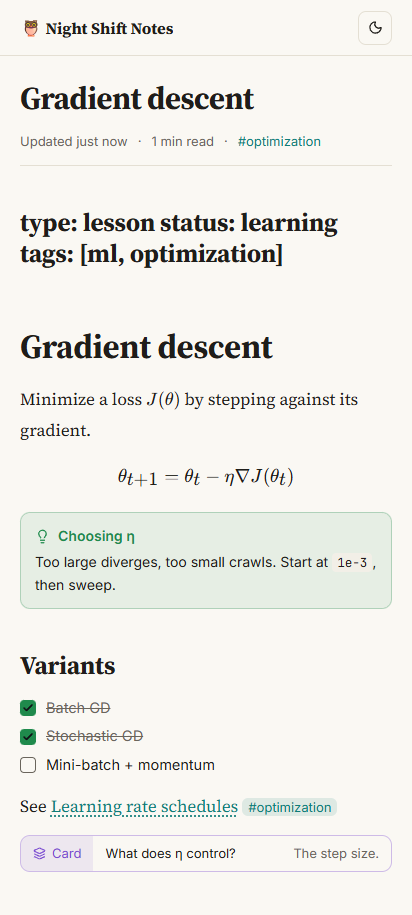 Night Shift Notes
Gradient descent
Updated just now · 1 min read · #optimization
type: lesson status: learning
tags: [ml, optimization]
Gradient descent
Minimize a loss J(θ) by stepping against its
gradient.
θt+1 = θt − η∇J(θt)
Choosing η
Too large diverges, too small crawls. Start at 1e-3 ,
then sweep.
Variants
Batch GD
Stochastic GD
Mini-batch + momentum
See Learning rate schedules #optimization
Card What does η control? The step size.